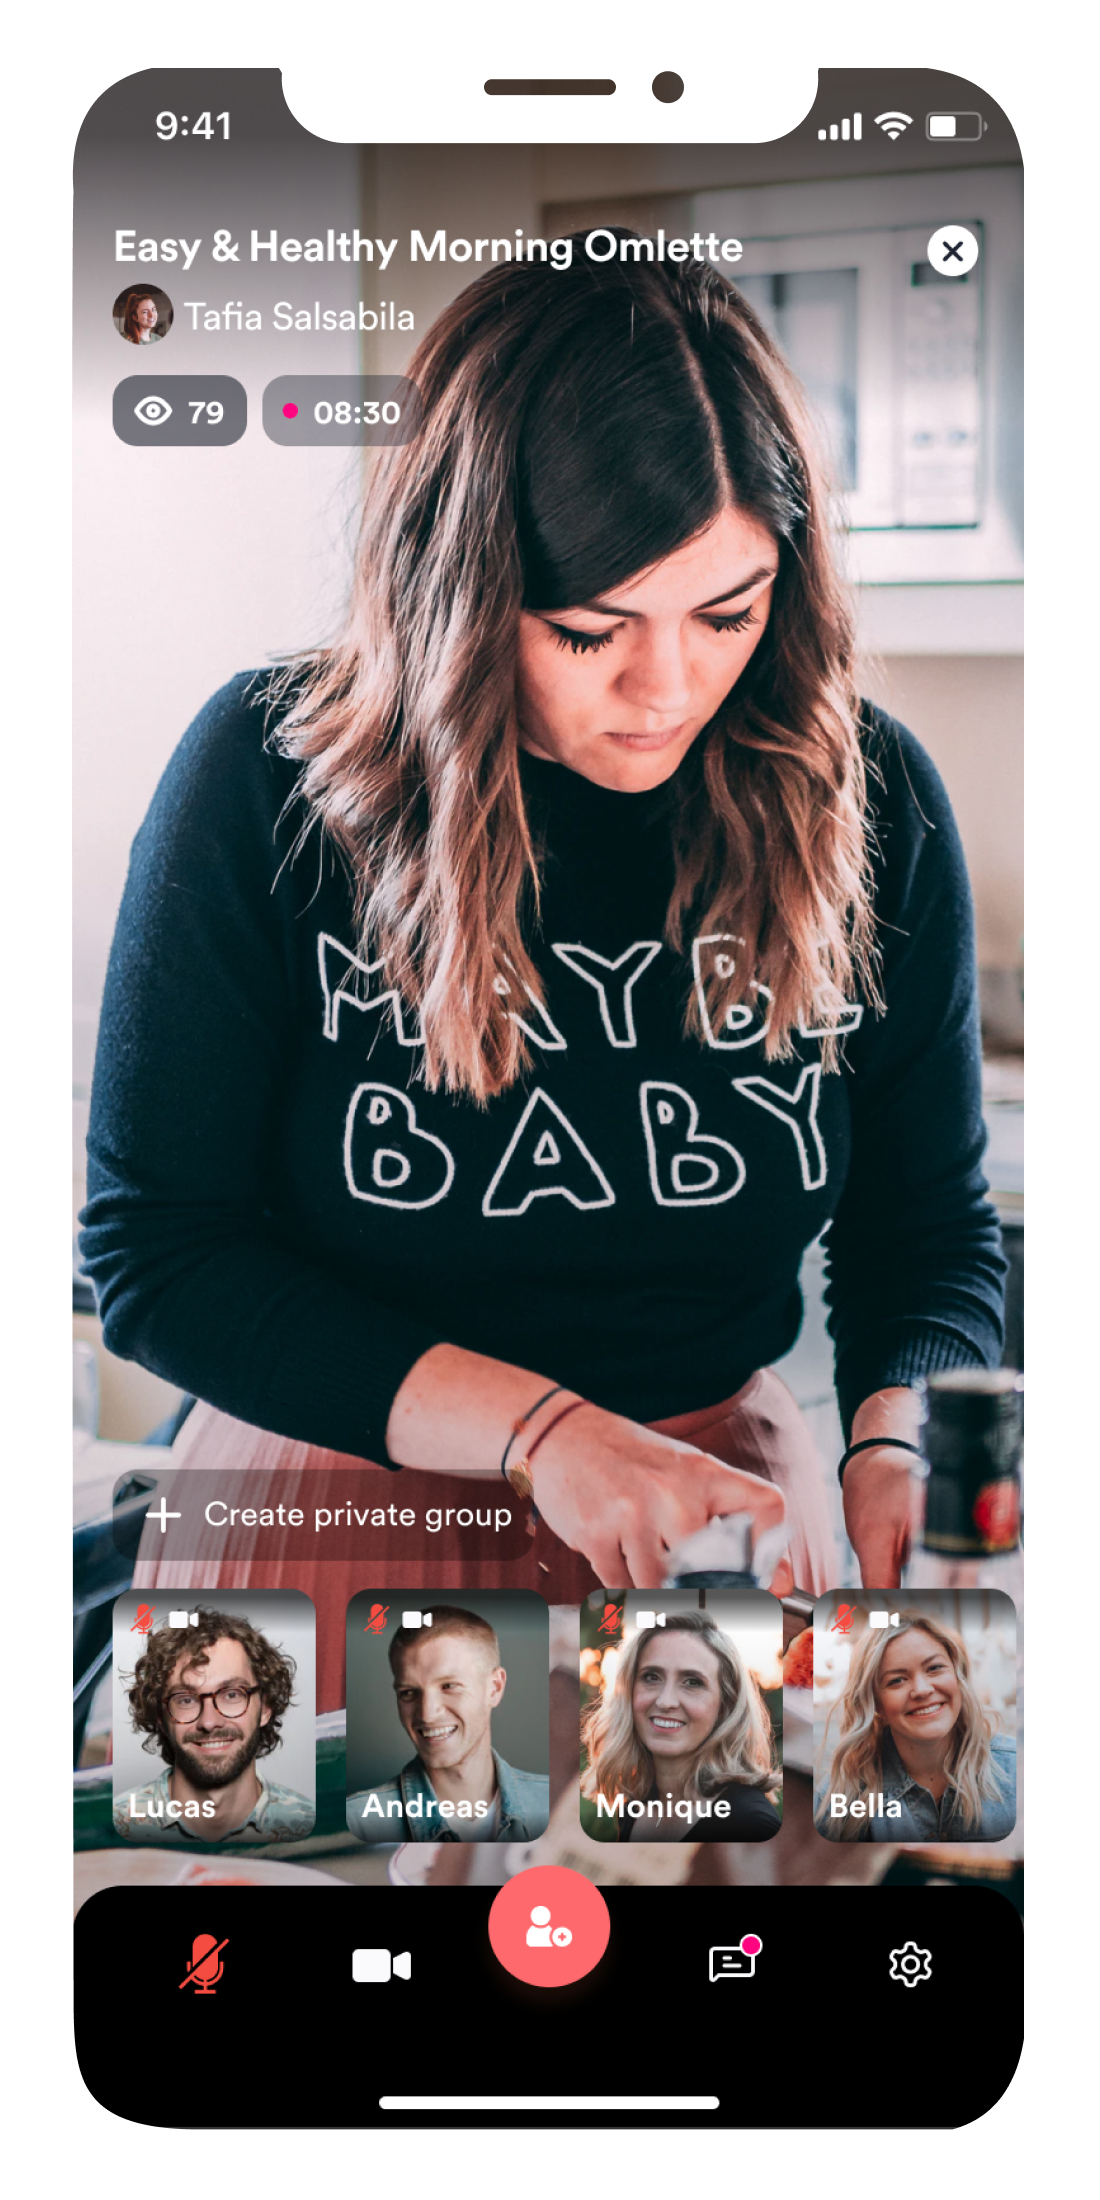 9:41
Easy & Healthy Morning Omlette
Tafia Salsabila
79
08:30
MAYBE
BABY
Create private group
Lucas
Andreas
Monique
Bella